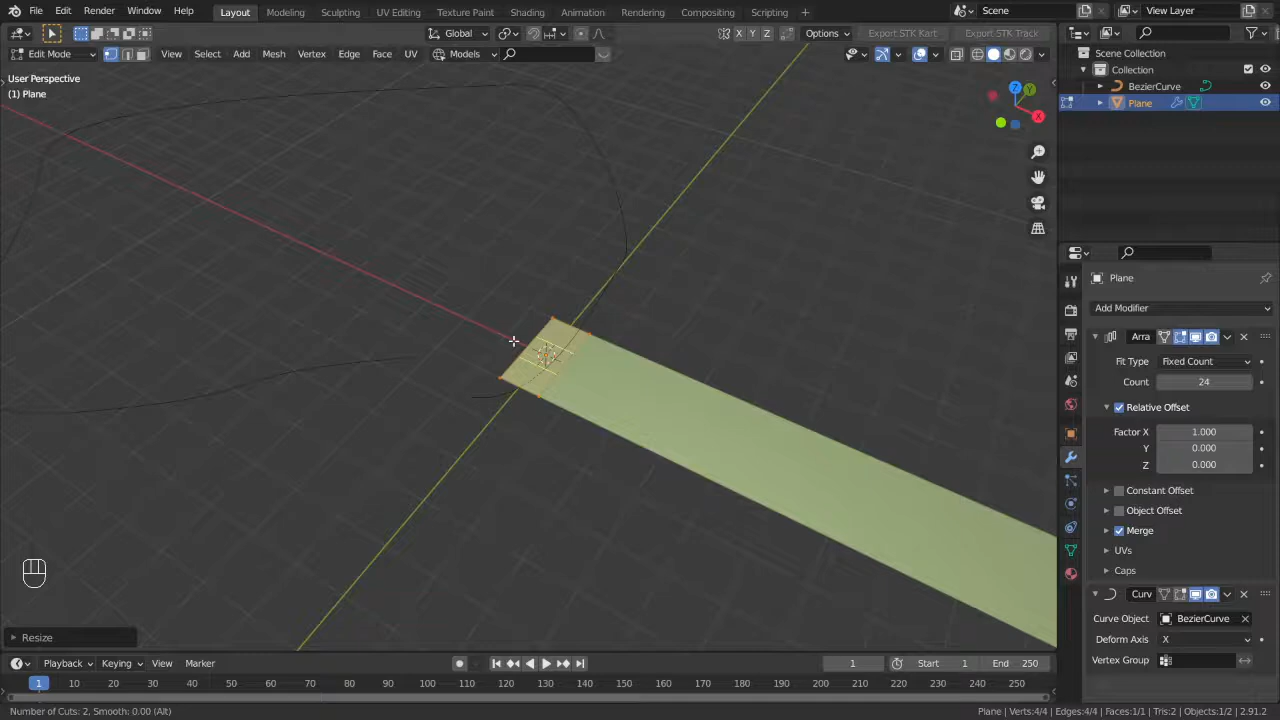 File Edit Render Window Help Layout Modeling Sculpting UV Editing Texture Paint Shading Animation Rendering Compositing Scripting + Scene View Layer
Global X Y Z Options Export STK Kart Export STK Track
Edit Mode View Select Add Mesh Vertex Edge Face UV Models
Scene Collection
Collection
BezierCurve
Plane
User Perspective
(1) Plane
Z
Y
X
Plane
Add Modifier
Arra
Fit Type Fixed Count
Count 24
Relative Offset
Factor X 1.000
Y 0.000
Z 0.000
Constant Offset
Object Offset
Merge
UVs
Caps
Curv
Curve Object BezierCurve
Deform Axis X
Vertex Group
Resize
Playback Keying View Marker 1 Start 1 End 250
1 10 20 30 40 50 60 70 80 90 100 110 120 130 140 150 160 170 180 190 200 210 220 230 240 250
Number of Cuts: 2, Smooth: 0.00 (Alt) Plane | Verts:4/4 | Edges:4/4 | Faces:1/1 | Tris:2 | Objects:1/2 | 2.91.2